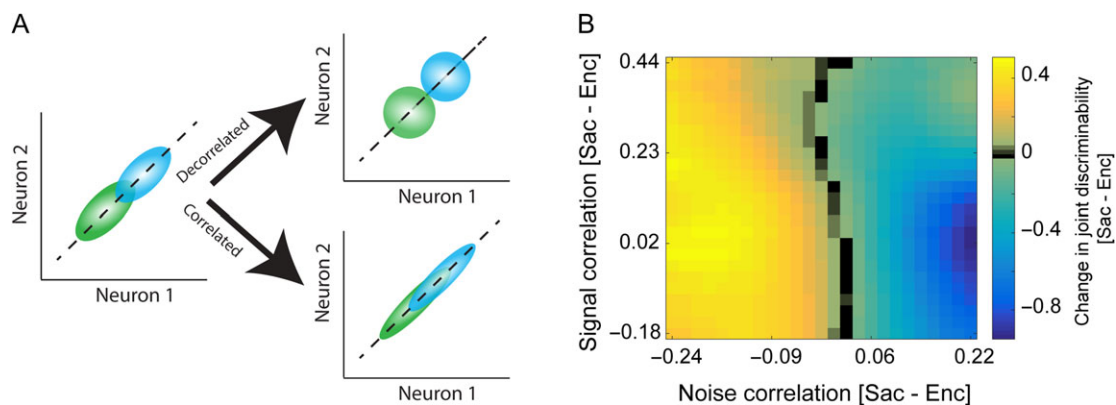 A
Neuron 2
Neuron 1
Decorrelated
Correlated
Neuron 2
Neuron 1
Neuron 2
Neuron 1
B
Signal correlation [Sac - Enc]
0.44
0.23
0.02
−0.18
−0.24
−0.09
0.06
0.22
Noise correlation [Sac - Enc]
0.4
0
−0.4
−0.8
Change in joint discriminability
[Sac - Enc]